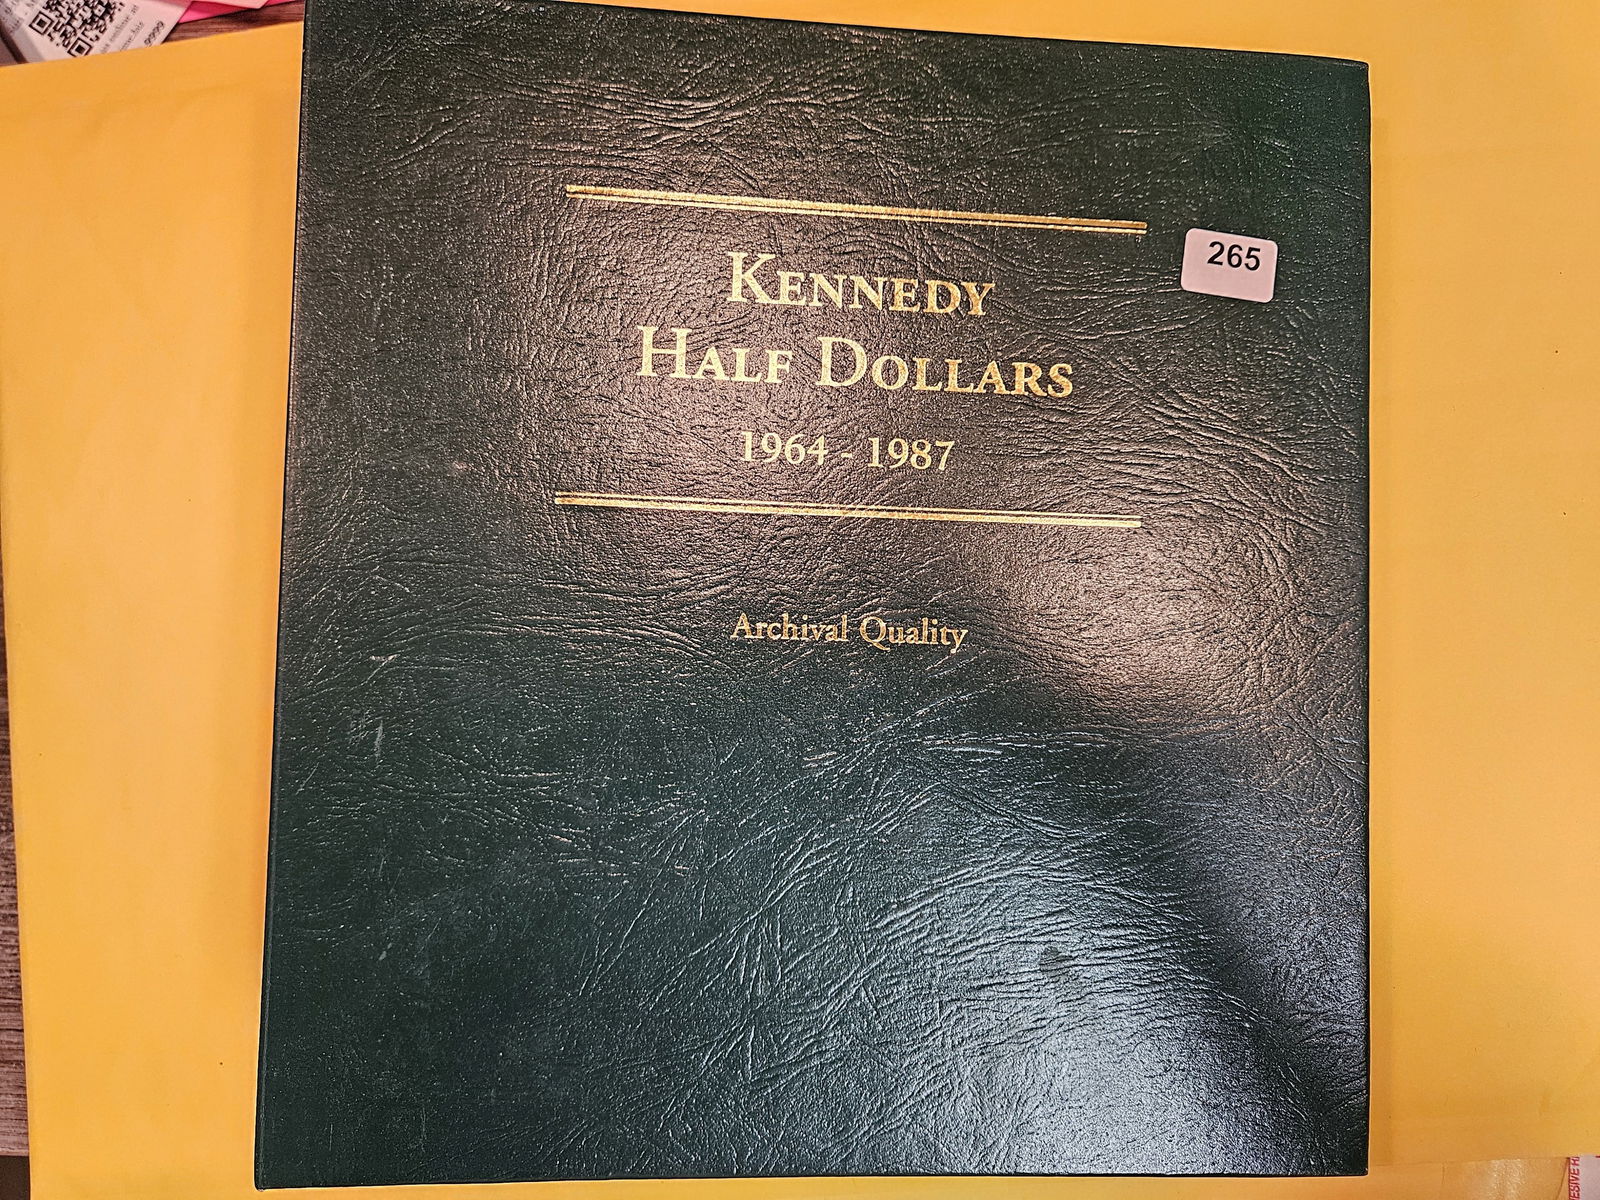 KENNEDY
HALF DOLLARS
1964 - 1987
Archival Quality
265